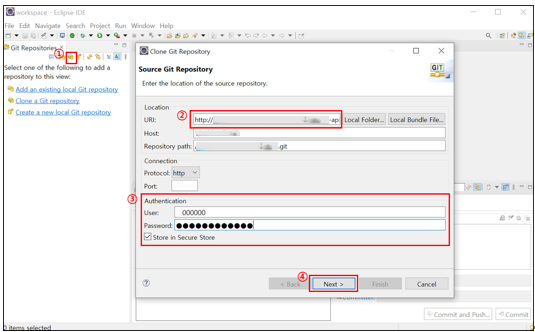 workspace - Eclipse IDE
File Edit Navigate Search Project Run Window Help
Git Repositories
①
Select one of the following to add a
repository to this view:
Add an existing local Git repository
Clone a Git repository
Create a new local Git repository
Clone Git Repository
Source Git Repository
Enter the location of the source repository.
GIT
Location
②
URI: http:// -ap Local Folder... Local Bundle File...
Host:
Repository path: .git
Connection
Protocol: http
Port:
③
Authentication
User: 000000
Password: ●●●●●●●●●●●●
Store in Secure Store
④
? < Back Next > Finish Cancel
Commit and Push... Commit
0 items selected